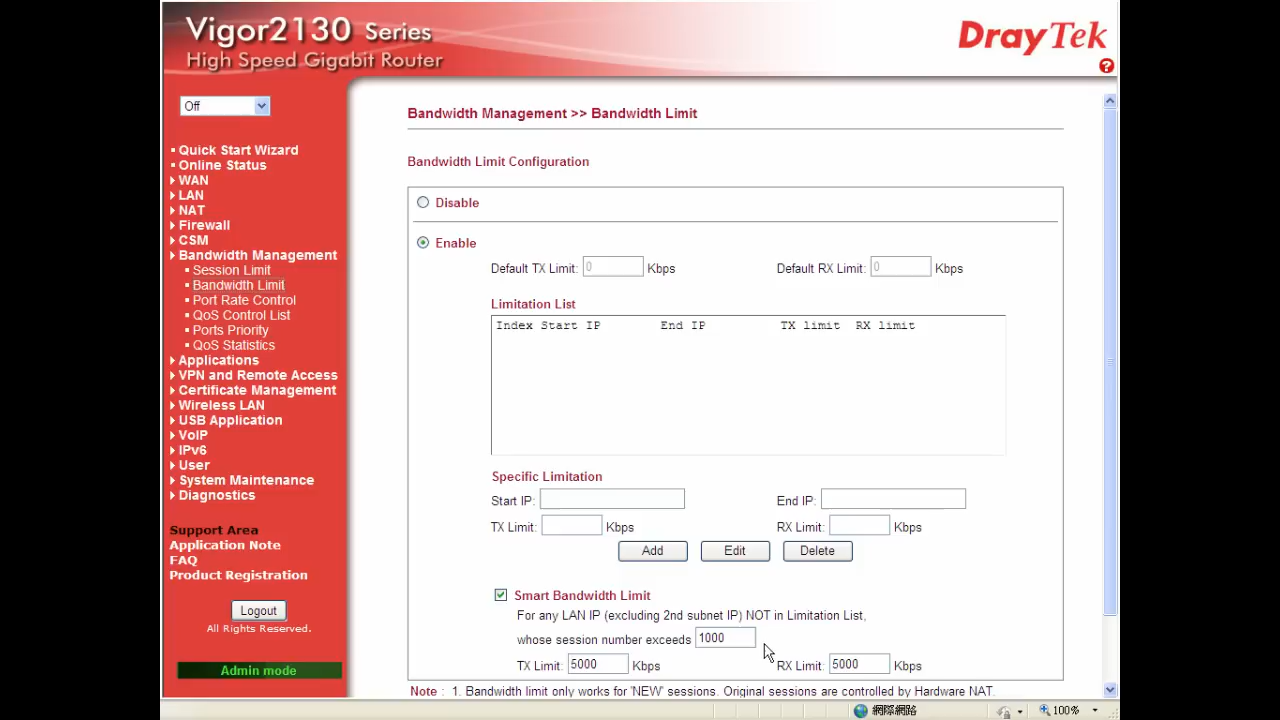 Vigor2130 Series
High Speed Gigabit Router
DrayTek
?
Off
Quick Start Wizard
Online Status
WAN
LAN
NAT
Firewall
CSM
Bandwidth Management
Session Limit
Bandwidth Limit
Port Rate Control
QoS Control List
Ports Priority
QoS Statistics
Applications
VPN and Remote Access
Certificate Management
Wireless LAN
USB Application
VoIP
IPv6
User
System Maintenance
Diagnostics
Support Area
Application Note
FAQ
Product Registration
Logout
All Rights Reserved.
Admin mode
Bandwidth Management >> Bandwidth Limit
Bandwidth Limit Configuration
Disable
Enable
Default TX Limit: 0 Kbps Default RX Limit: 0 Kbps
Limitation List
Index Start IP End IP TX limit RX limit
Specific Limitation
Start IP: End IP:
TX Limit: Kbps RX Limit: Kbps
Add Edit Delete
Smart Bandwidth Limit
For any LAN IP (excluding 2nd subnet IP) NOT in Limitation List,
whose session number exceeds 1000
TX Limit: 5000 Kbps RX Limit: 5000 Kbps
Note : 1. Bandwidth limit only works for 'NEW' sessions. Original sessions are controlled by Hardware NAT.
網際網路 100%